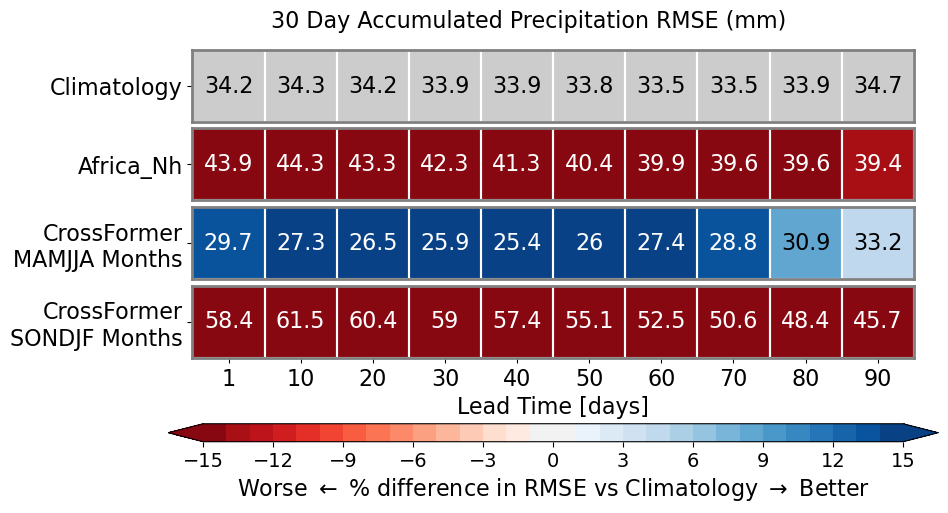 30 Day Accumulated Precipitation RMSE (mm)
Climatology 34.2 34.3 34.2 33.9 33.9 33.8 33.5 33.5 33.9 34.7
Africa_Nh 43.9 44.3 43.3 42.3 41.3 40.4 39.9 39.6 39.6 39.4
CrossFormer
MAMJJA Months 29.7 27.3 26.5 25.9 25.4 26 27.4 28.8 30.9 33.2
CrossFormer
SONDJF Months 58.4 61.5 60.4 59 57.4 55.1 52.5 50.6 48.4 45.7
1 10 20 30 40 50 60 70 80 90
Lead Time [days]
−15 −12 −9 −6 −3 0 3 6 9 12 15
Worse ← % difference in RMSE vs Climatology → Better